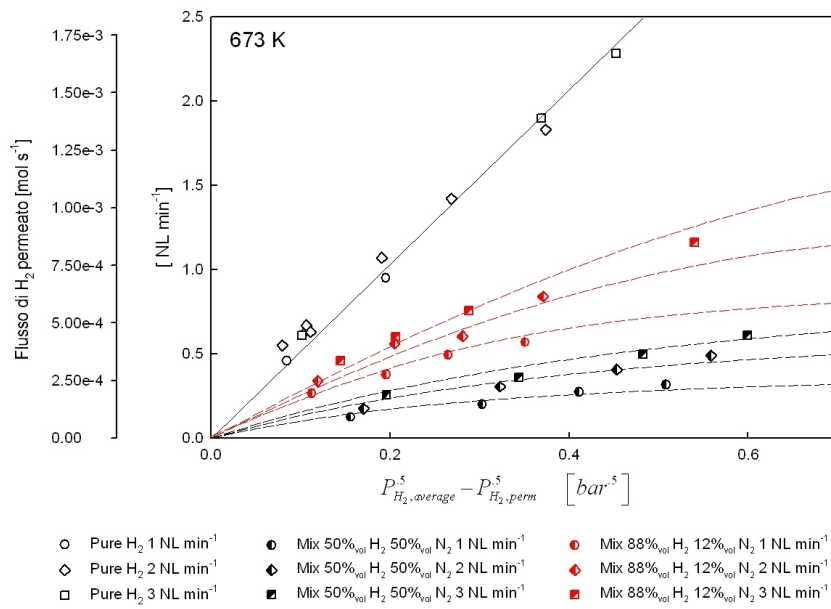 673 K
Flusso di H₂ permeato [mol s⁻¹]
1.75e-3
1.50e-3
1.25e-3
1.00e-3
7.50e-4
5.00e-4
2.50e-4
0.00
[ NL min⁻¹]
2.5
2.0
1.5
1.0
0.5
0.0
0.0 0.2 0.4 0.6
P.5H₂,average − P.5H₂,perm [bar.5]
Pure H₂ 1 NL min⁻¹ Mix 50%vol H₂ 50%vol N₂ 1 NL min⁻¹ Mix 88%vol H₂ 12%vol N₂ 1 NL min⁻¹
Pure H₂ 2 NL min⁻¹ Mix 50%vol H₂ 50%vol N₂ 2 NL min⁻¹ Mix 88%vol H₂ 12%vol N₂ 2 NL min⁻¹
Pure H₂ 3 NL min⁻¹ Mix 50%vol H₂ 50%vol N₂ 3 NL min⁻¹ Mix 88%vol H₂ 12%vol N₂ 3 NL min⁻¹